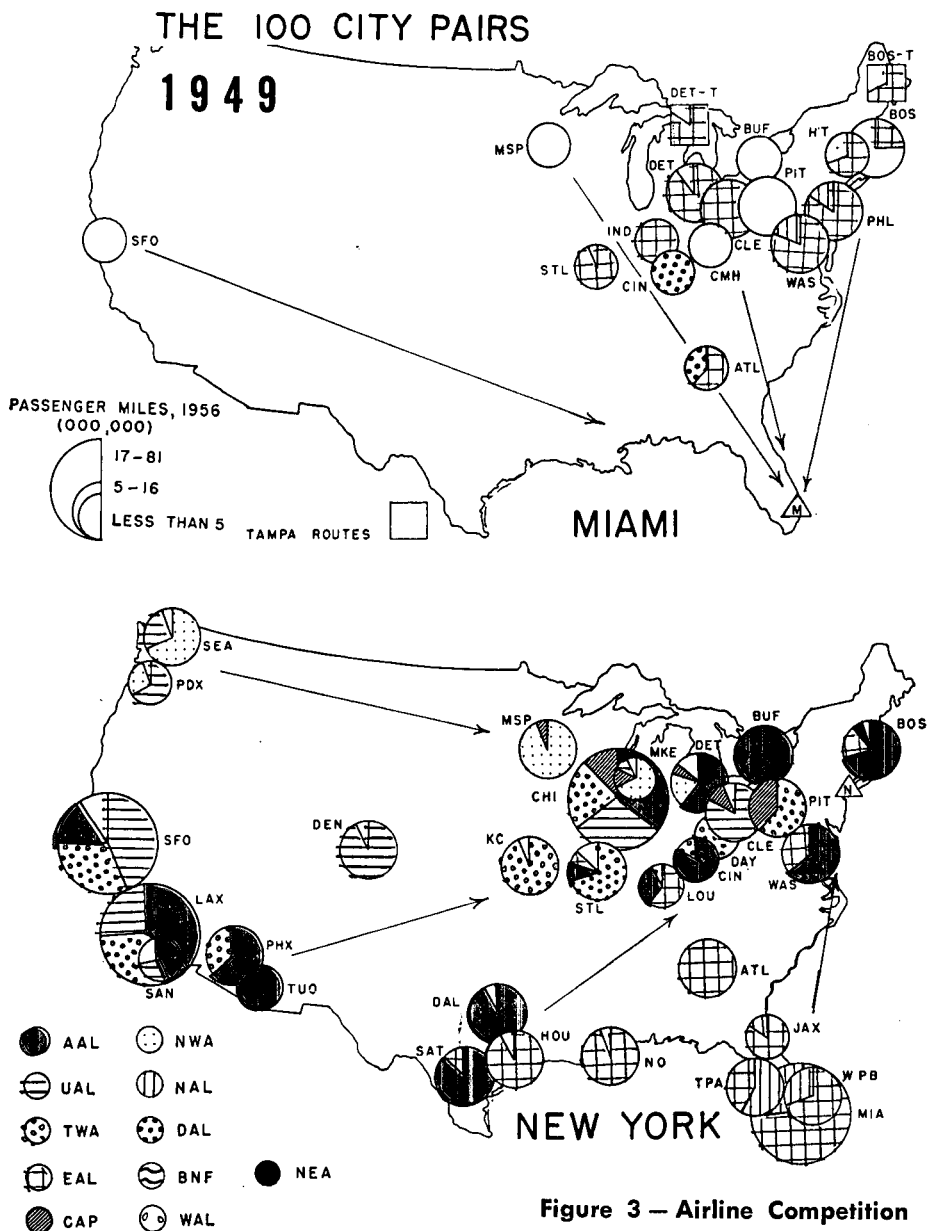 THE 100 CITY PAIRS
1949
BOS-T
DET-T
BOS
BUF
H'T
MSP
PIT
DET
PHL
SFO
IND
CLE
STL
CMH
WAS
CIN
ATL
PASSENGER MILES, 1956
(000,000)
17-81
5-16
LESS THAN 5
TAMPA ROUTES
M
MIAMI
SEA
PDX
MSP
BUF
BOS
MKE
DET
N
CHI
PIT
DEN
SFO
KC
CLE
DAY
CIN
WAS
STL
LOU
LAX
PHX
ATL
TUO
SAN
DAL
JAX
HOU
SAT
NO
TPA
WPB
MIA
NEW YORK
AAL NWA
UAL NAL
TWA DAL
EAL BNF NEA
CAP WAL
Figure 3 — Airline Competition